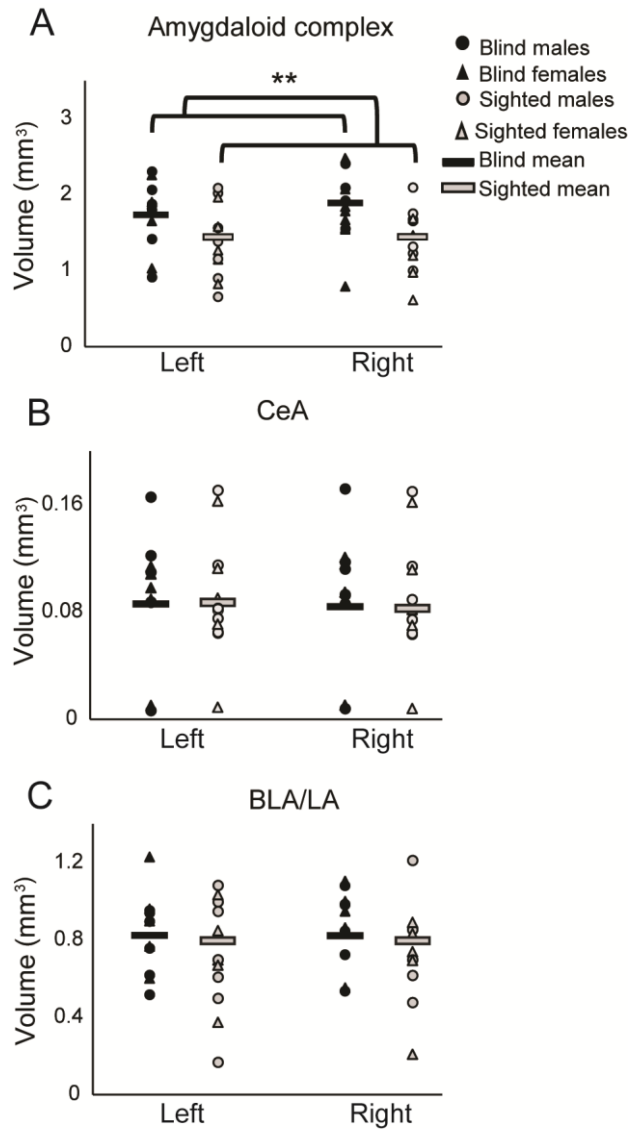 A
Amygdaloid complex
Blind males
Blind females
Sighted males
Sighted females
Blind mean
Sighted mean
**
3
2
1
0
Volume (mm³)
Left Right
B
CeA
0.16
0.08
0
Volume (mm³)
Left Right
C
BLA/LA
1.2
0.8
0.4
0
Volume (mm³)
Left Right